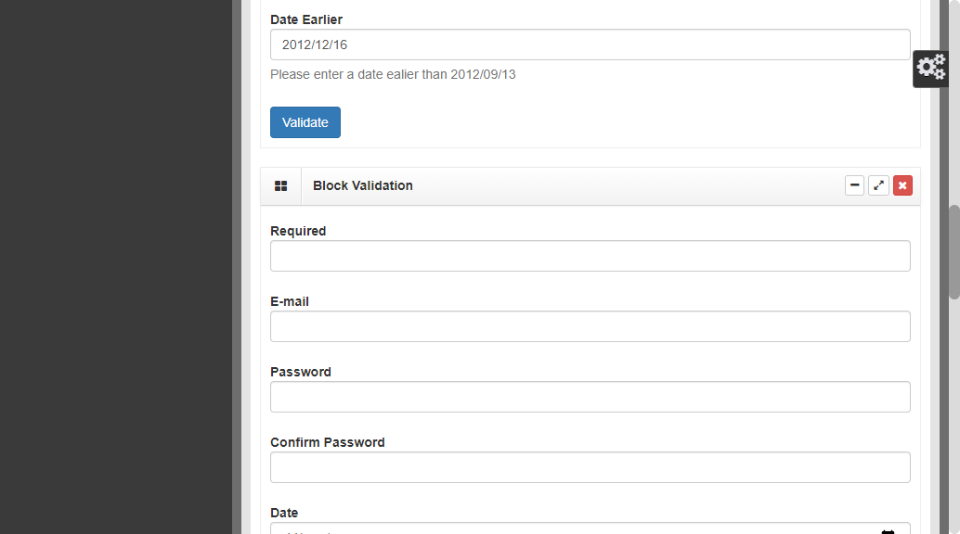 Date Earlier
2012/12/16
Please enter a date ealier than 2012/09/13
Validate
Block Validation
Required
E-mail
Password
Confirm Password
Date